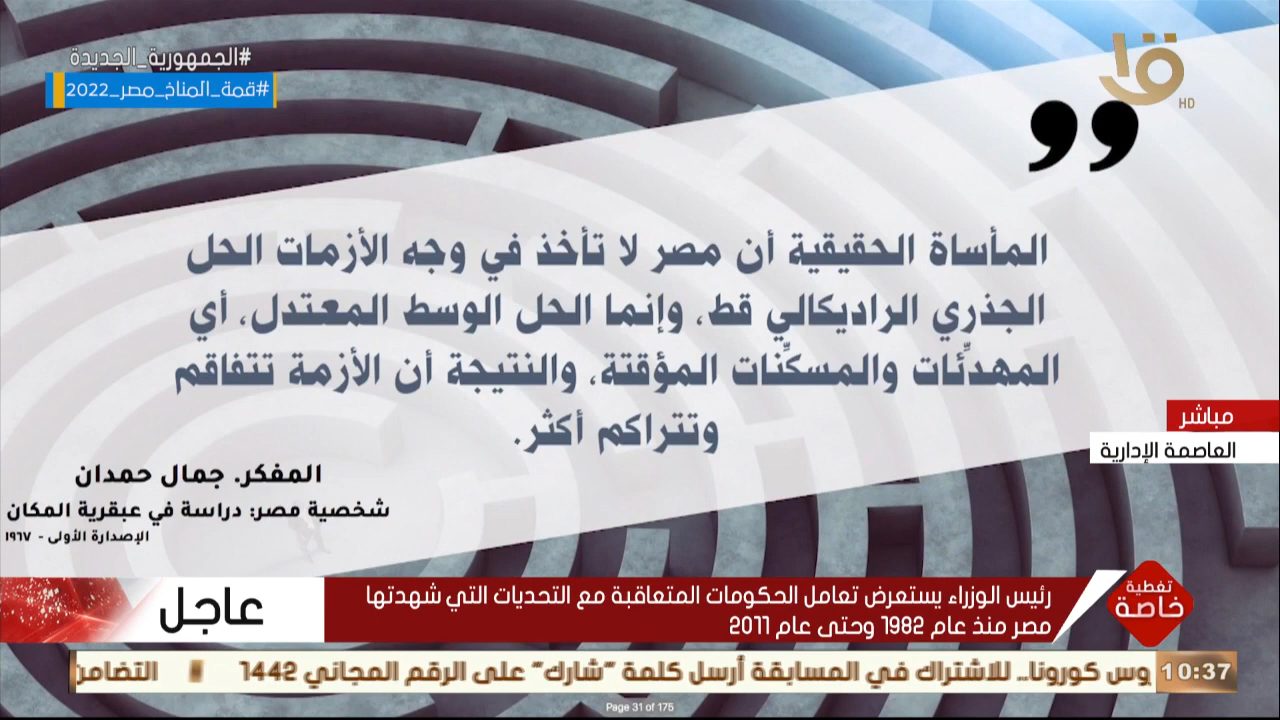 #الجمهورية_الجديدة
#قمة_المناخ_مصر_2022
HD
المأساة الحقيقية أن مصر لا تأخذ في وجه الأزمات الحل
الجذري الراديكالي قط، وإنما الحل الوسط المعتدل، أي
المهدِّئات والمسكِّنات المؤقتة، والنتيجة أن الأزمة تتفاقم
وتتراكم أكثر.
مباشر
العاصمة الإدارية
المفكر. جمال حمدان
شخصية مصر: دراسة في عبقرية المكان
الإصدارة الأولى - ١٩٦٧
تغطية
خاصة
رئيس الوزراء يستعرض تعامل الحكومات المتعاقبة مع التحديات التي شهدتها
مصر منذ عام 1982 وحتى عام 2011
عاجل
10:37
وس كورونا.. للاشتراك في المسابقة أرسل كلمة “شارك” على الرقم المجاني 1442 التضامن
Page 31 of 175